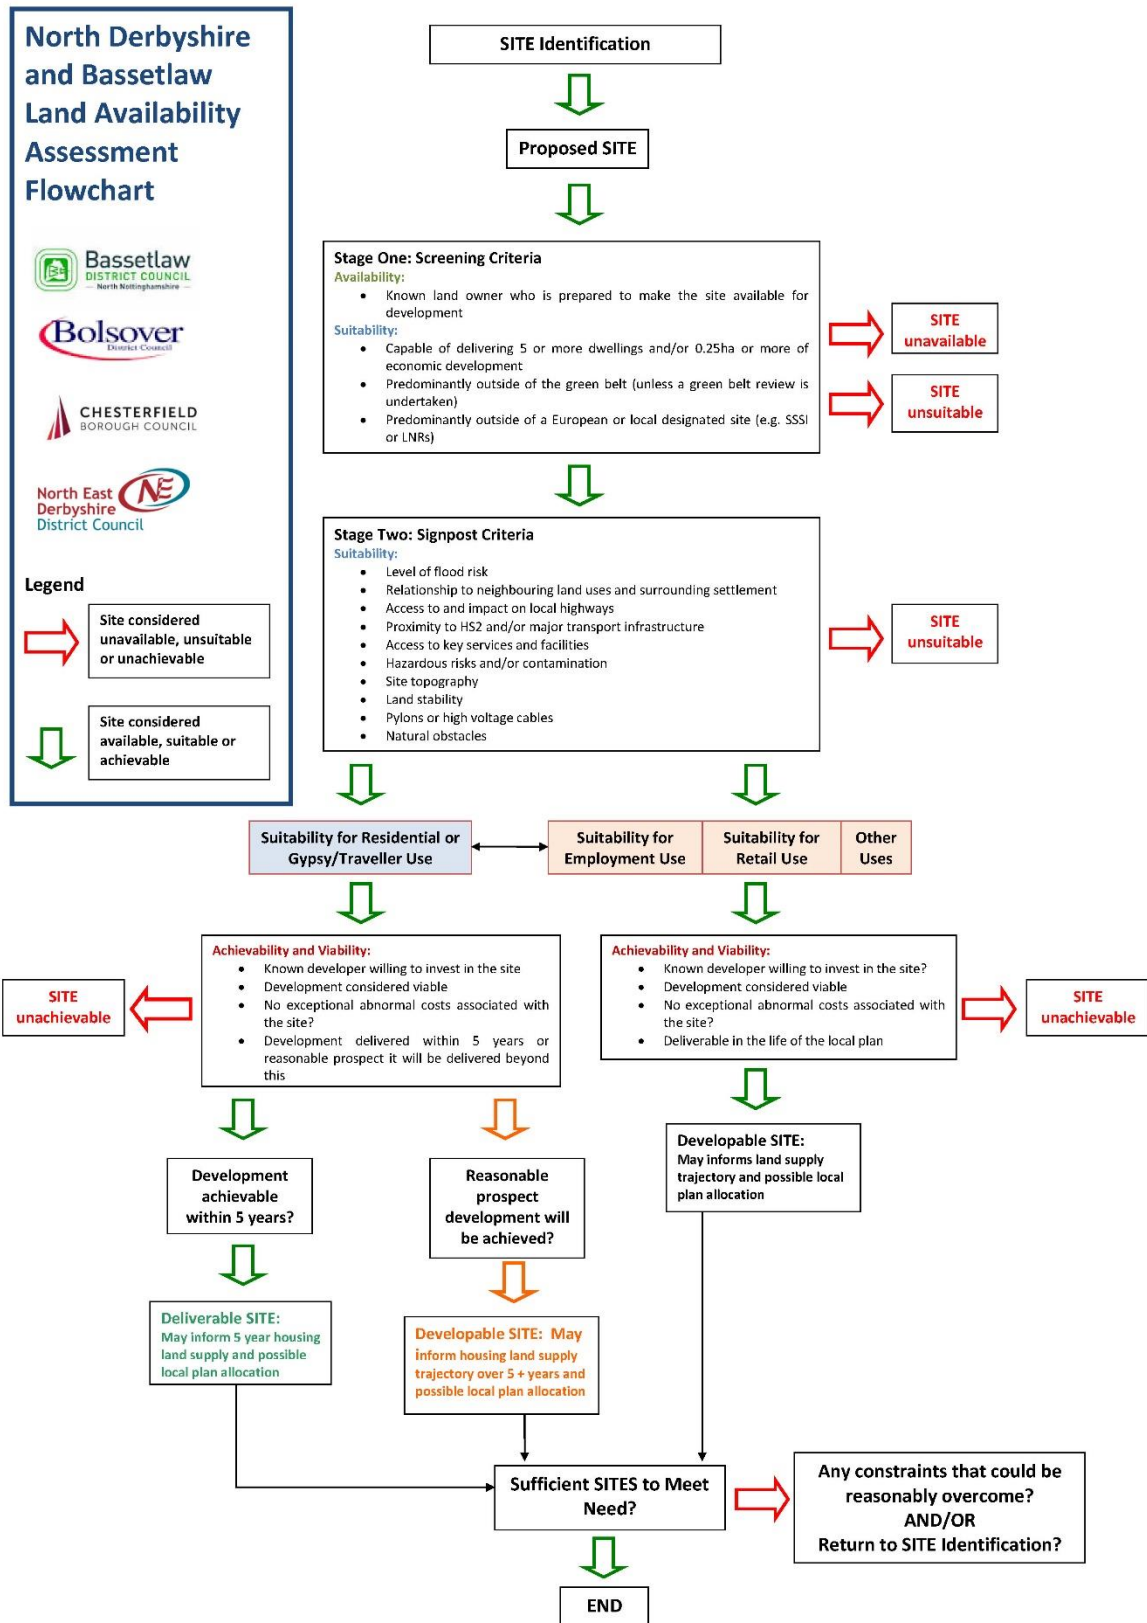 North Derbyshire
and Bassetlaw
Land Availability
Assessment
Flowchart
Bassetlaw
DISTRICT COUNCIL
North Nottinghamshire
Bolsover
District Council
CHESTERFIELD
BOROUGH COUNCIL
North East
Derbyshire
District Council
NE
Legend
Site considered
unavailable, unsuitable
or unachievable
Site considered
available, suitable or
achievable
SITE Identification
Proposed SITE
Stage One: Screening Criteria
Availability:
• Known land owner who is prepared to make the site available for
development
Suitability:
• Capable of delivering 5 or more dwellings and/or 0.25ha or more of
economic development
• Predominantly outside of the green belt (unless a green belt review is
undertaken)
• Predominantly outside of a European or local designated site (e.g. SSSI
or LNRs)
SITE
unavailable
SITE
unsuitable
Stage Two: Signpost Criteria
Suitability:
• Level of flood risk
• Relationship to neighbouring land uses and surrounding settlement
• Access to and impact on local highways
• Proximity to HS2 and/or major transport infrastructure
• Access to key services and facilities
• Hazardous risks and/or contamination
• Site topography
• Land stability
• Pylons or high voltage cables
• Natural obstacles
SITE
unsuitable
Suitability for Residential or
Gypsy/Traveller Use
Suitability for
Employment Use
Suitability for
Retail Use
Other
Uses
Achievability and Viability:
• Known developer willing to invest in the site
• Development considered viable
• No exceptional abnormal costs associated with
the site?
• Development delivered within 5 years or
reasonable prospect it will be delivered beyond
this
SITE
unachievable
Achievability and Viability:
• Known developer willing to invest in the site?
• Development considered viable
• No exceptional abnormal costs associated with
the site?
• Deliverable in the life of the local plan
SITE
unachievable
Development
achievable
within 5 years?
Reasonable
prospect
development will
be achieved?
Developable SITE:
May informs land supply
trajectory and possible local
plan allocation
Deliverable SITE:
May inform 5 year housing
land supply and possible
local plan allocation
Developable SITE: May
inform housing land supply
trajectory over 5 + years and
possible local plan allocation
Sufficient SITES to Meet
Need?
Any constraints that could be
reasonably overcome?
AND/OR
Return to SITE Identification?
END